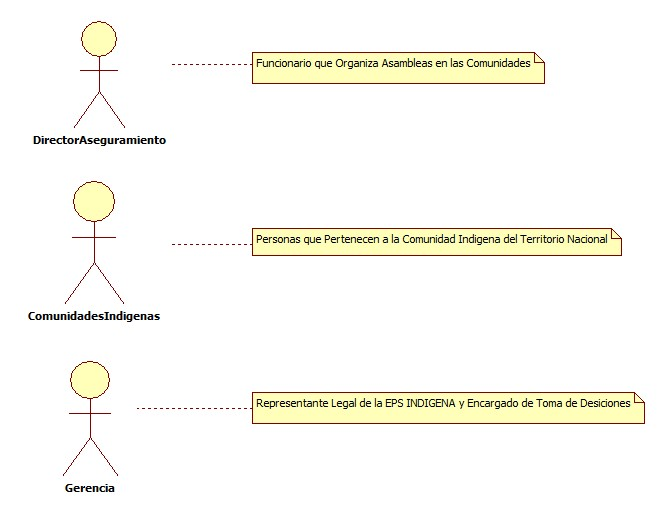 Funcionario que Organiza Asambleas en las Comunidades
DirectorAseguramiento
Personas que Pertenecen a la Comunidad Indigena del Territorio Nacional
ComunidadesIndigenas
Representante Legal de la EPS INDIGENA y Encargado de Toma de Desiciones
Gerencia